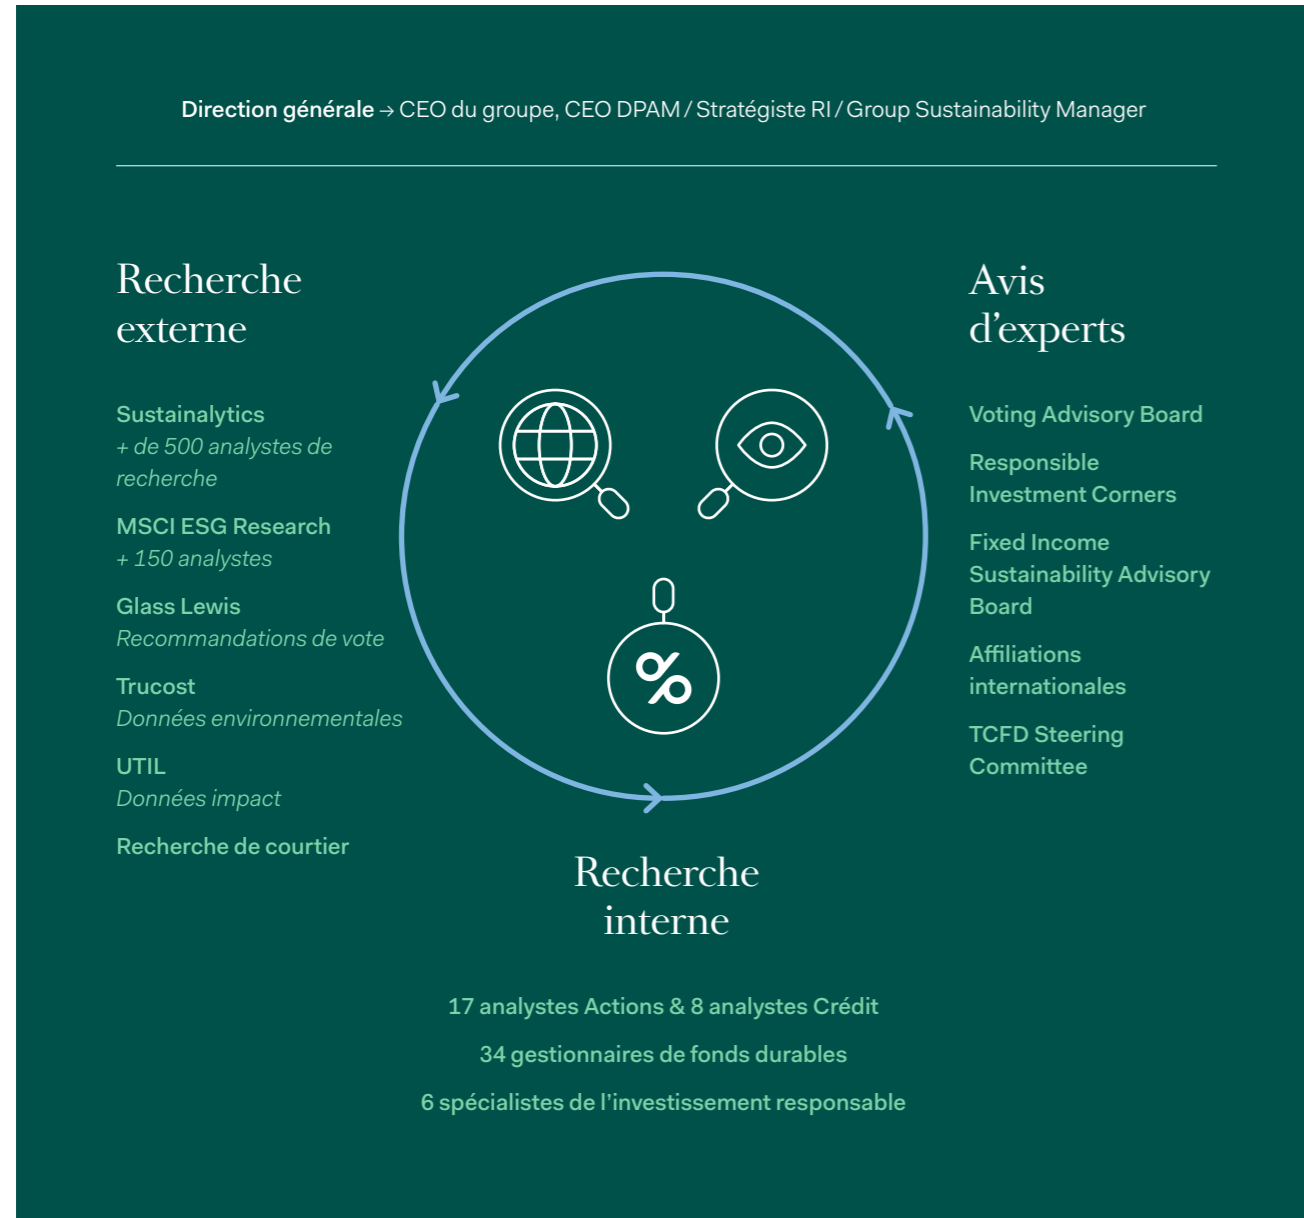 Direction générale → CEO du groupe, CEO DPAM / Stratégiste RI / Group Sustainability Manager
Recherche
externe
Sustainalytics
+ de 500 analystes de
recherche
MSCI ESG Research
+ 150 analystes
Glass Lewis
Recommandations de vote
Trucost
Données environnementales
UTIL
Données impact
Recherche de courtier
%
Avis
d’experts
Voting Advisory Board
Responsible
Investment Corners
Fixed Income
Sustainability Advisory
Board
Affiliations
internationales
TCFD Steering
Committee
Recherche
interne
17 analystes Actions & 8 analystes Crédit
34 gestionnaires de fonds durables
6 spécialistes de l’investissement responsable